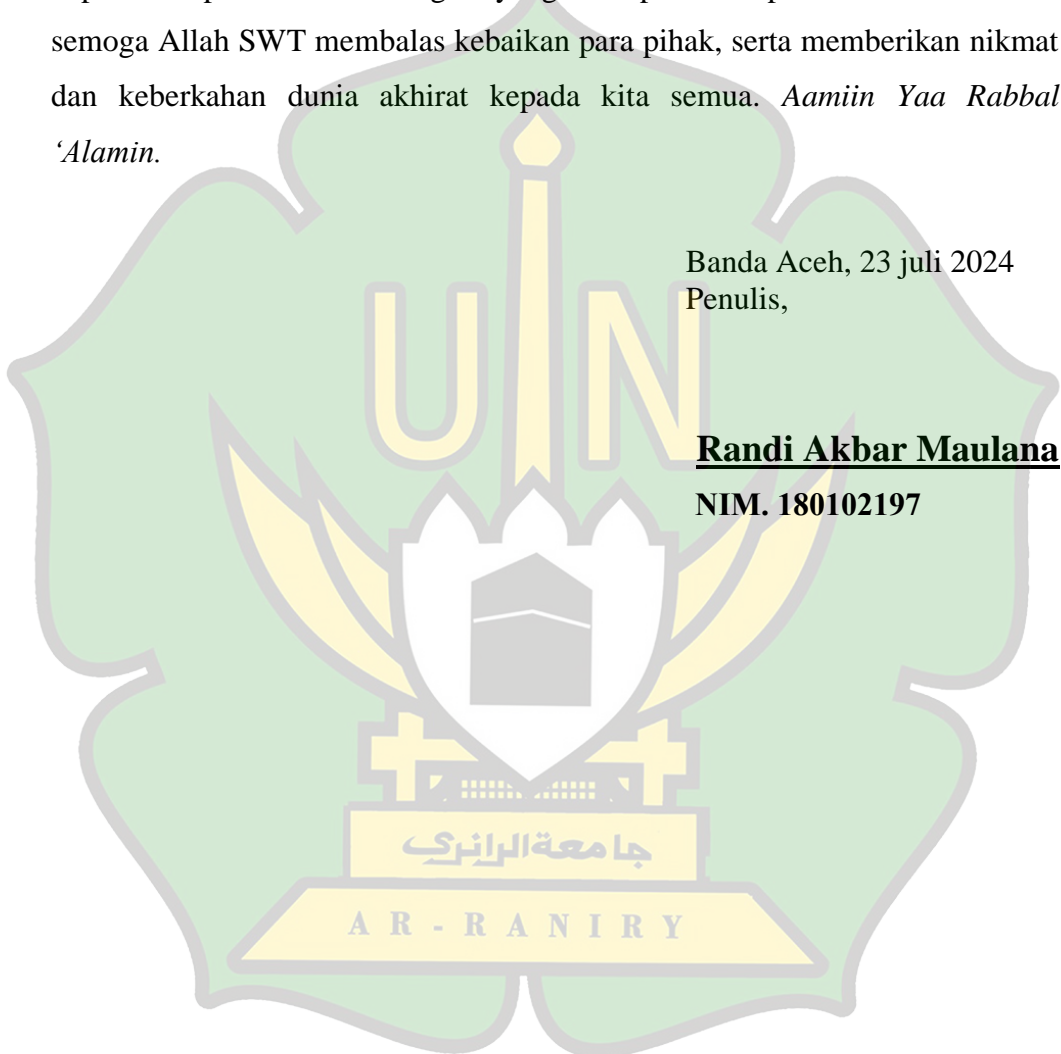 semoga Allah SWT membalas kebaikan para pihak, serta memberikan nikmat
dan keberkahan dunia akhirat kepada kita semua. Aamiin Yaa Rabbal
‘Alamin.
Banda Aceh, 23 juli 2024
Penulis,
Randi Akbar Maulana
NIM. 180102197
UIN
جامعةالرانري
AR-RANIRY